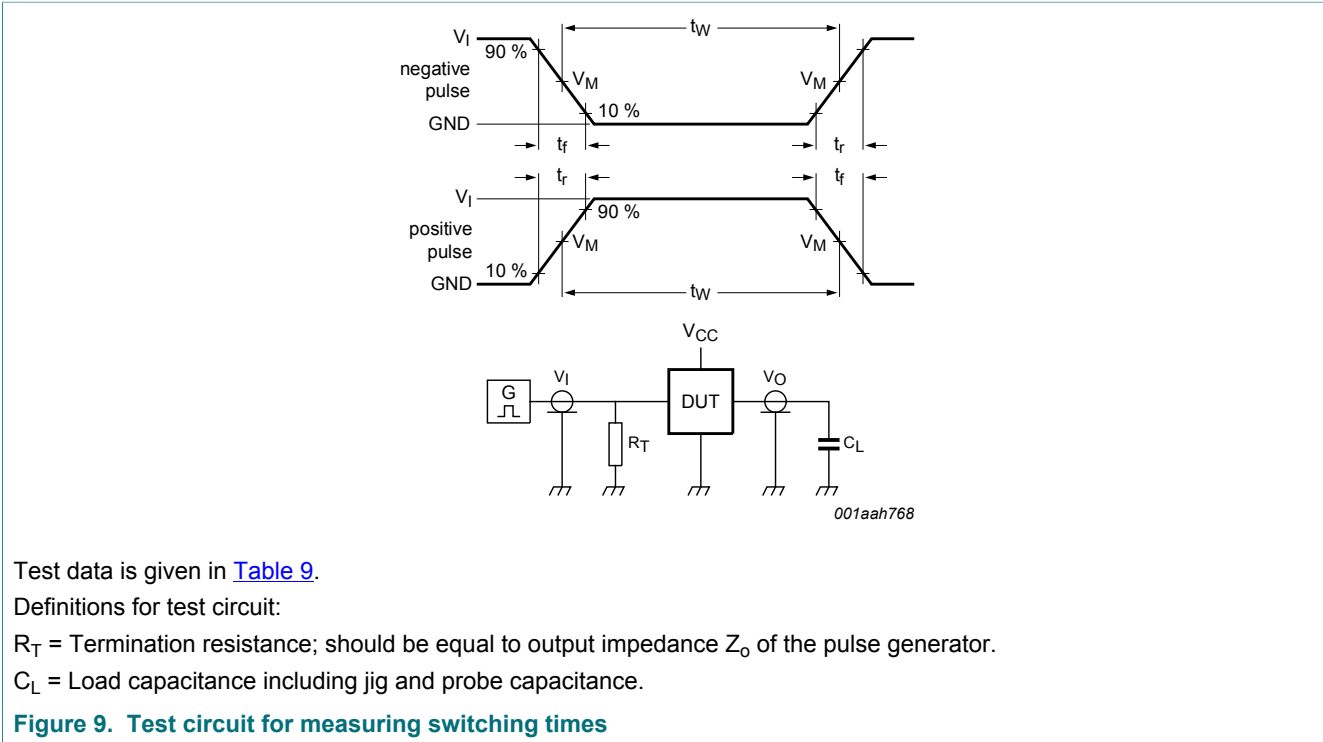 tW
VI
90 %
negative
pulse
VM
VM
10 %
GND
tf
tr
tr
tf
VI
90 %
positive
pulse
VM
VM
10 %
GND
tW
VCC
VI
VO
G
DUT
RT
CL
001aah768
Test data is given in Table 9.
Definitions for test circuit:
RT = Termination resistance; should be equal to output impedance Zo of the pulse generator.
CL = Load capacitance including jig and probe capacitance.
Figure 9. Test circuit for measuring switching times